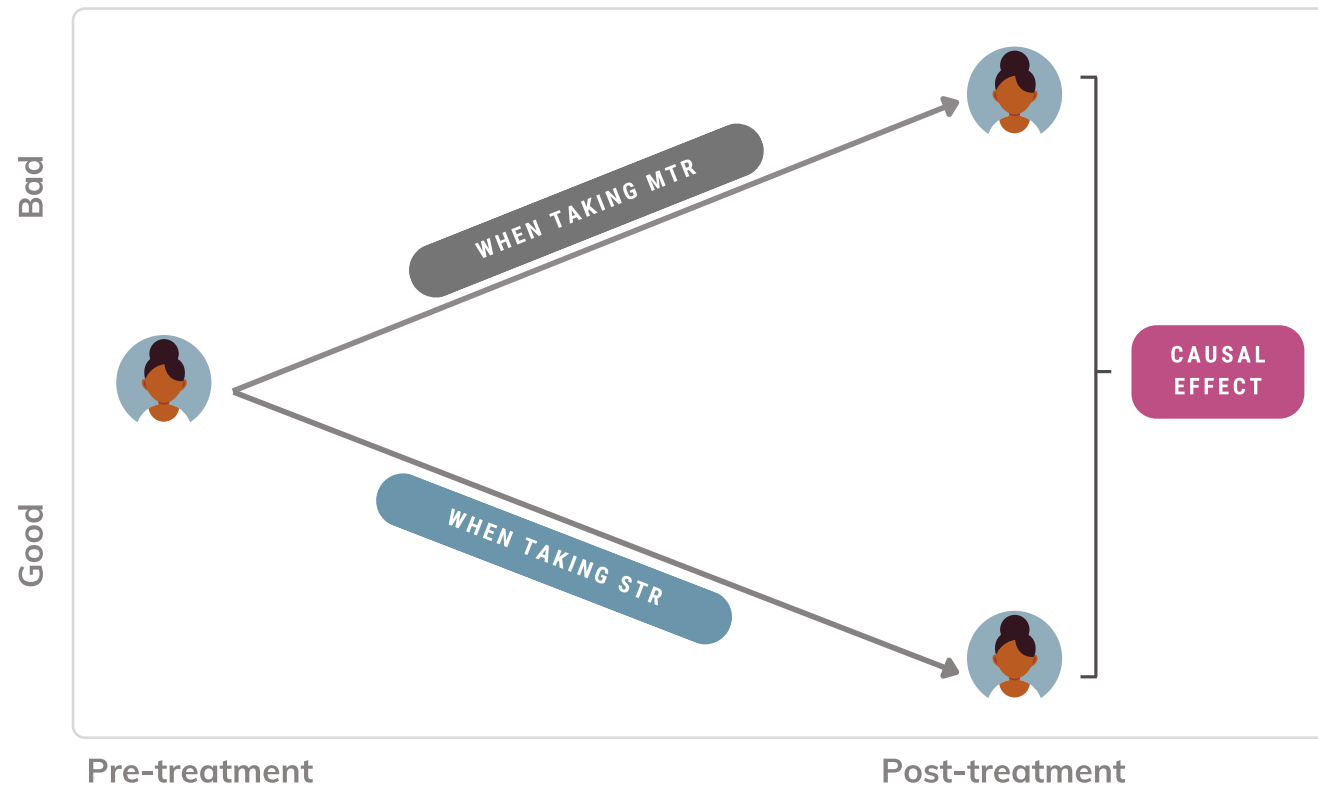 Bad
WHEN TAKING MTR
CAUSAL
EFFECT
Good
WHEN TAKING STR
Pre-treatment
Post-treatment